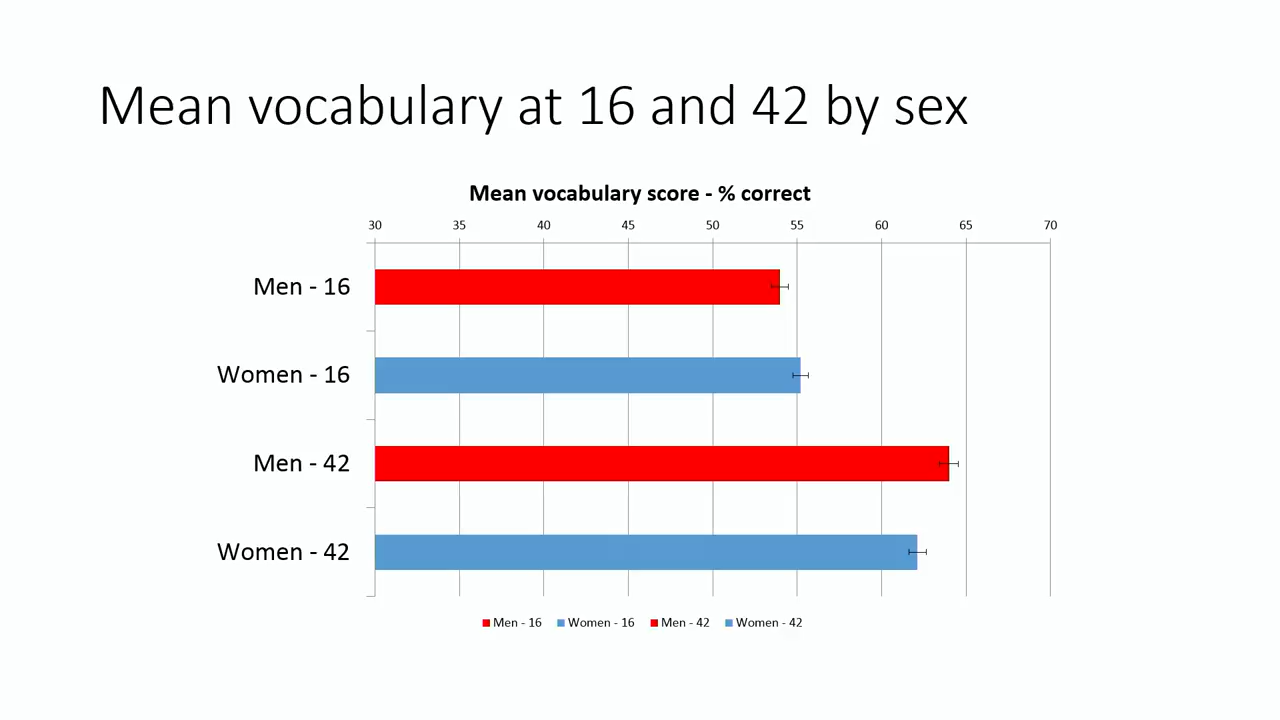 Mean vocabulary at 16 and 42 by sex
Mean vocabulary score - % correct
30 35 40 45 50 55 60 65 70
Men - 16
Women - 16
Men - 42
Women - 42
Men - 16 Women - 16 Men - 42 Women - 42